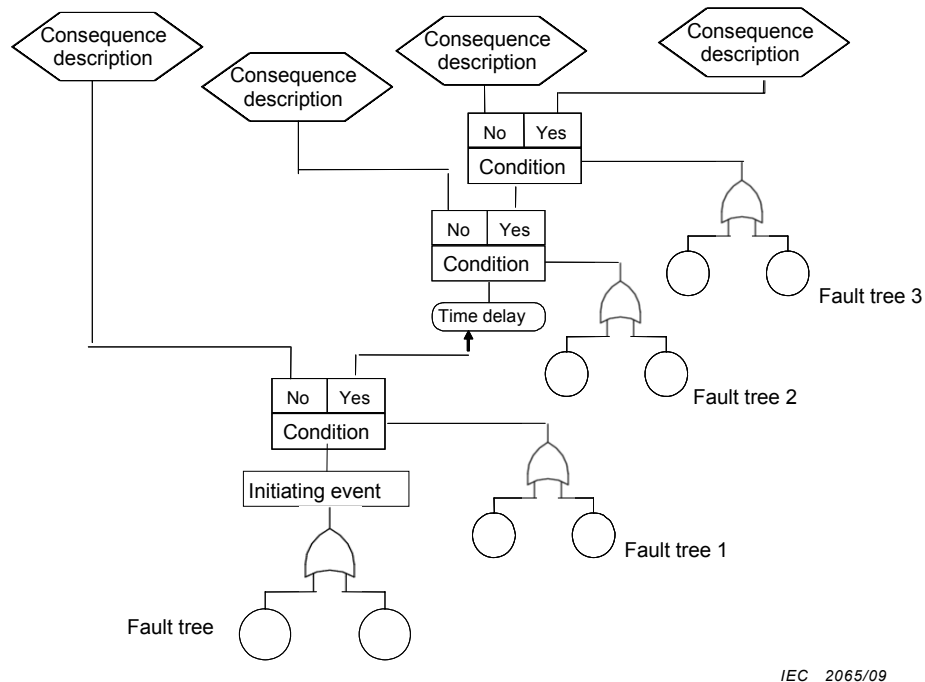 Consequence
description
Consequence
description
Consequence
description
Consequence
description
No Yes
Condition
No Yes
Condition
Fault tree 3
Time delay
Fault tree 2
No Yes
Condition
Initiating event
Fault tree 1
Fault tree
IEC 2065/09